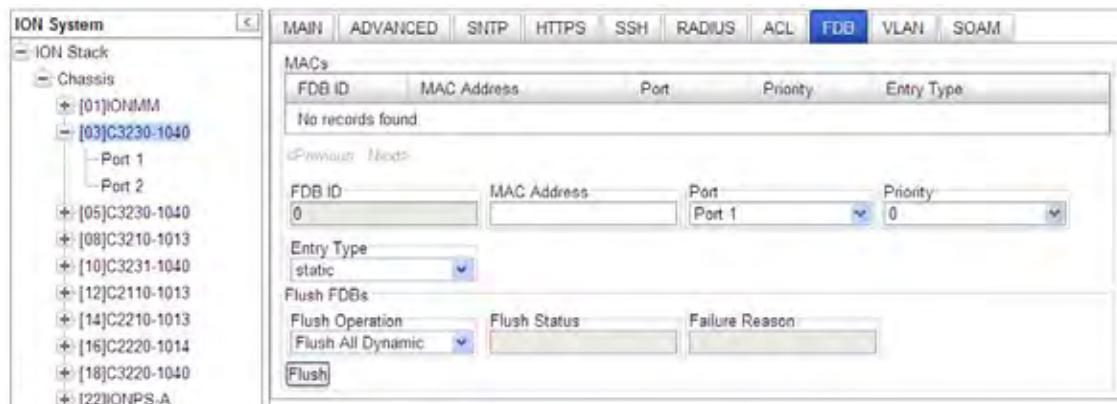 ION System
<
ION Stack
Chassis
[01]IONMM
[03]C3230-1040
Port 1
Port 2
[05]C3230-1040
[08]C3210-1013
[10]C3231-1040
[12]C2110-1013
[14]C2210-1013
[16]C2220-1014
[18]C3220-1040
[22]IONPS-A
MAIN ADVANCED SNTP HTTPS SSH RADIUS ACL FDB VLAN SOAM
MACs
FDB ID MAC Address Port Priority Entry Type
No records found
<Previous Next>
FDB ID MAC Address Port Priority
0 Port 1 0
Entry Type
static
Flush FDBs
Flush Operation Flush Status Failure Reason
Flush All Dynamic
Flush